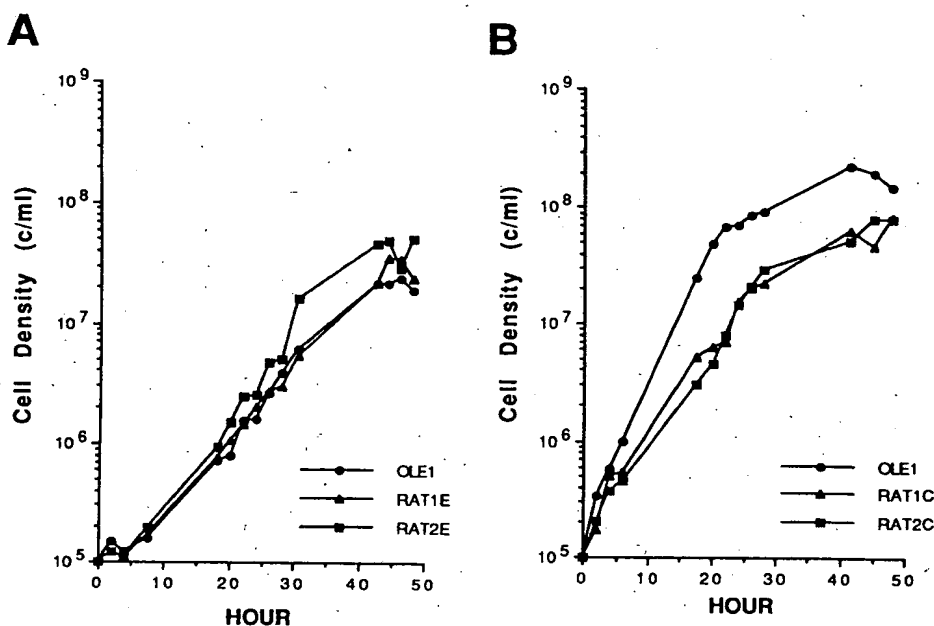 A
10⁹
10⁸
10⁷
10⁶
10⁵
Cell Density (c/ml)
0 20 30 40 50
HOUR
OLE1
RAT1E
RAT2E
B
10⁹
10⁸
10⁷
10⁶
10⁵
Cell Density (c/ml)
0 10 20 30 40 50
HOUR
OLE1
RAT1C
RAT2C